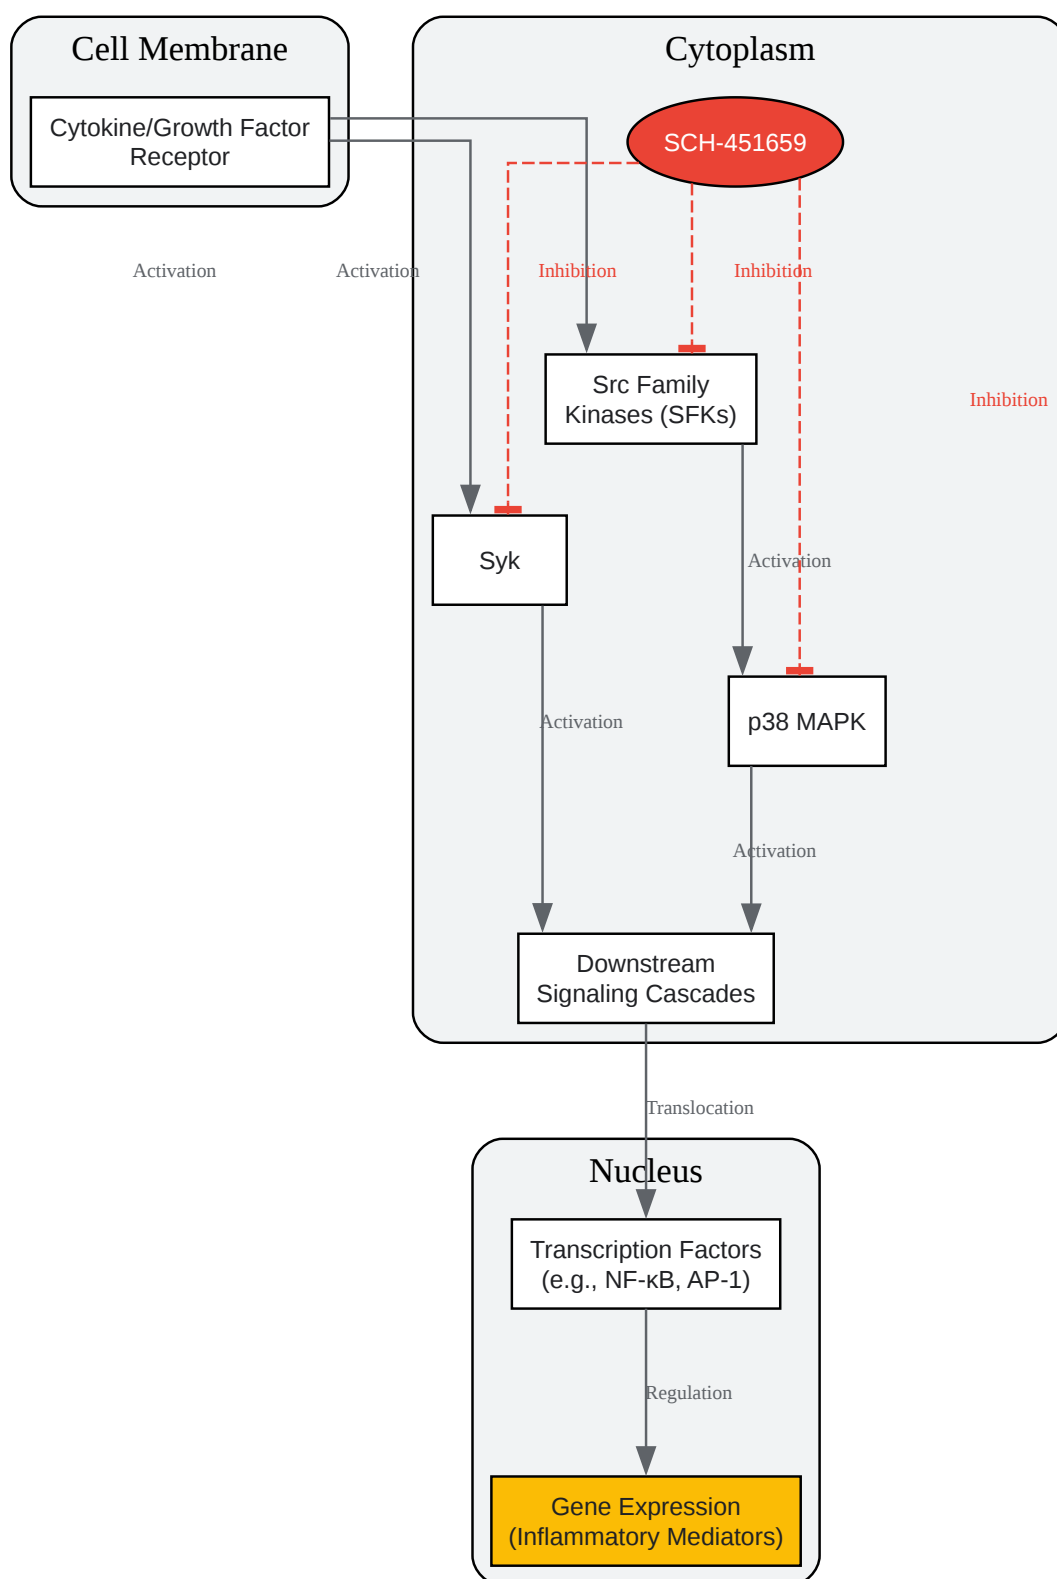 Cell Membrane
Cytoplasm
Cytokine/Growth Factor
Receptor
SCH-451659
Activation
Activation
Inhibition
Inhibition
Src Family
Kinases (SFKs)
Inhibition
Syk
Activation
Activation
p38 MAPK
Activation
Downstream
Signaling Cascades
Translocation
Nucleus
Transcription Factors
(e.g., NF-κB, AP-1)
Regulation
Gene Expression
(Inflammatory Mediators)